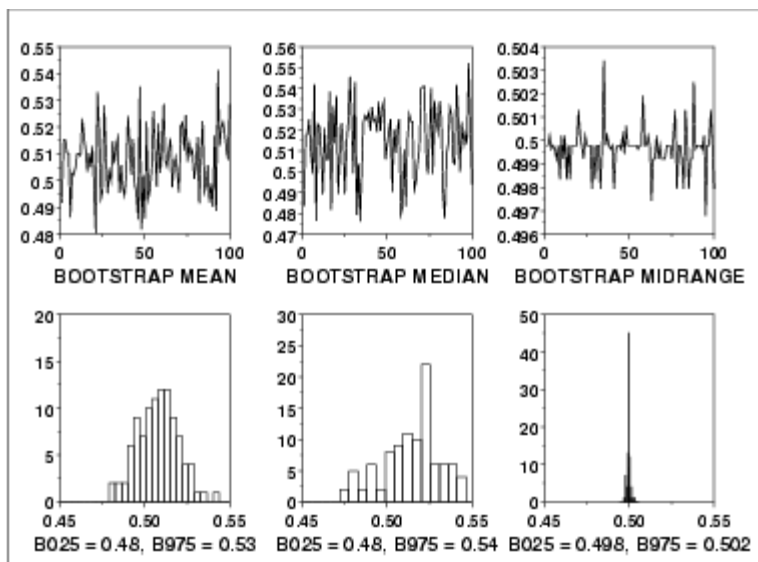 0.55 0.54 0.53 0.52 0.51 0.5 0.49 0.48
0 50 100
BOOTSTRAP MEAN
0.56 0.55 0.54 0.53 0.52 0.51 0.5 0.49 0.48 0.47
0 50 100
BOOTSTRAP MEDIAN
0.504 0.503 0.502 0.501 0.5 0.499 0.498 0.497 0.496
0 50 100
BOOTSTRAP MIDRANGE
20 15 10 5 0
0.45 0.50 0.55
B025 = 0.48, B975 = 0.53
30 25 20 15 10 5 0
0.45 0.50 0.55
B025 = 0.48, B975 = 0.54
50 40 30 20 10 0
0.45 0.50 0.55
B025 = 0.498, B975 = 0.502